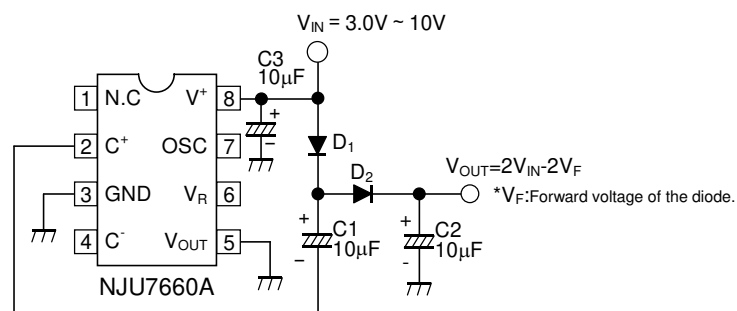 V_IN = 3.0V ~ 10V
C3
10µF
1 N.C V⁺ 8
+
−
2 C⁺ OSC 7
D₁
D₂
V_OUT=2V_IN-2V_F
*V_F:Forward voltage of the diode.
3 GND V_R 6
+
C1
10µF
−
+
C2
10µF
-
4 C⁻ V_OUT 5
NJU7660A